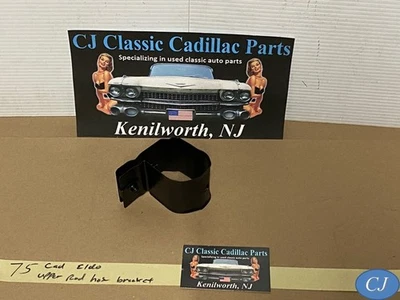 CJ Classic Cadillac Parts
Specializing in used classic auto parts
Kenilworth, NJ
75 Cad Eldo
upper Rad hose bracket
CJ Classic Cadillac Parts
Kenilworth, NJ
CJ